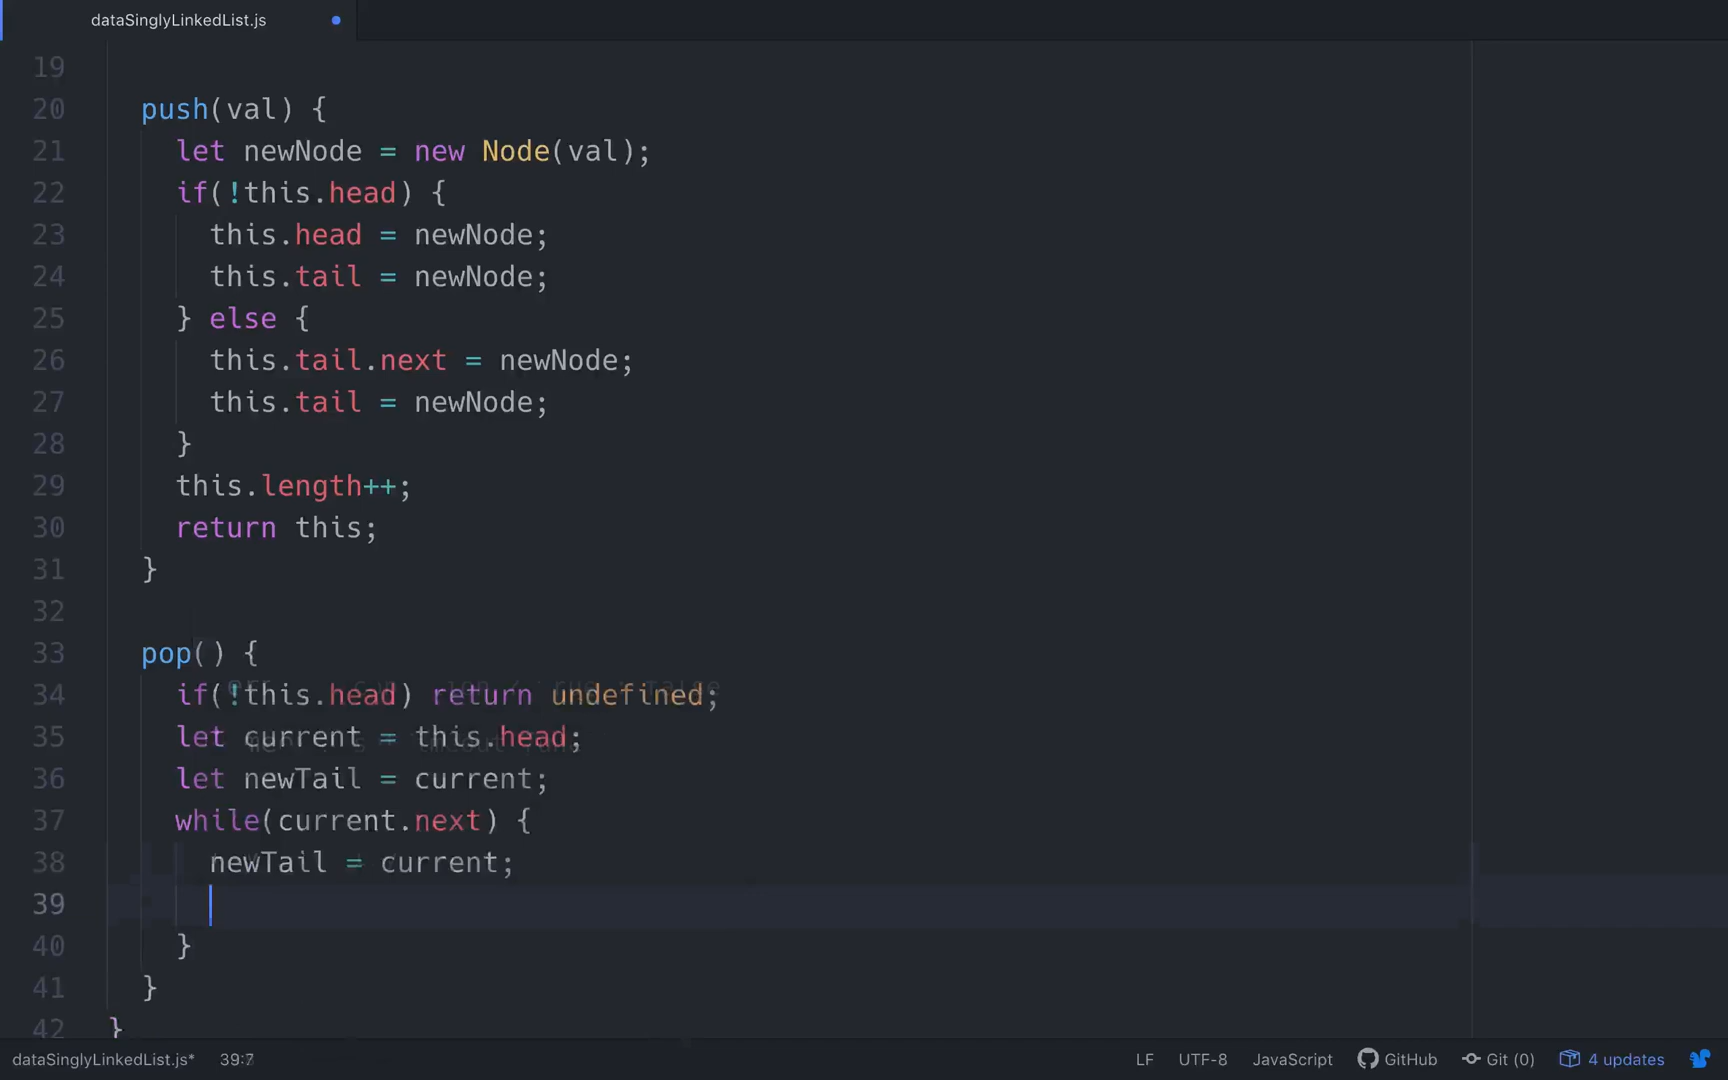 dataSinglyLinkedList.js
19
20 push(val) {
21 let newNode = new Node(val);
22 if(!this.head) {
23 this.head = newNode;
24 this.tail = newNode;
25 } else {
26 this.tail.next = newNode;
27 this.tail = newNode;
28 }
29 this.length++;
30 return this;
31 }
32
33 pop() {
34 if(!this.head) return undefined;
35 let current = this.head;
36 let newTail = current;
37 while(current.next) {
38 newTail = current;
39
40 }
41 }
42 }
dataSinglyLinkedList.js* 39:7 LF UTF-8 JavaScript GitHub Git (0) 4 updates